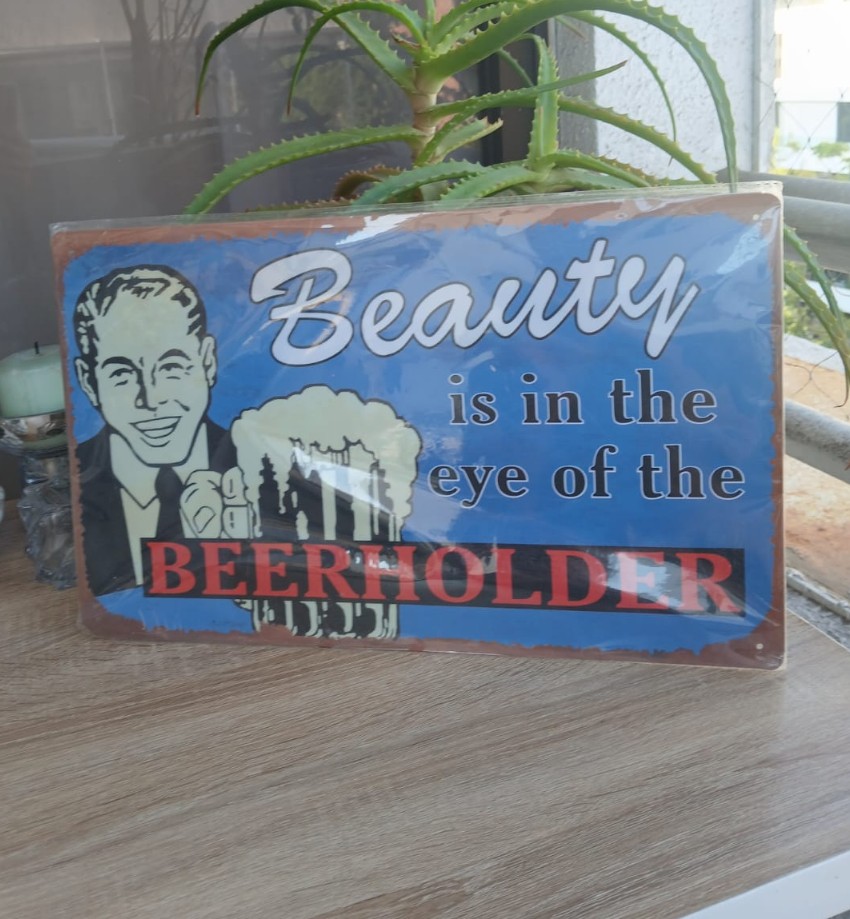 Beauty
is in the
eye of the
BEERHOLDER